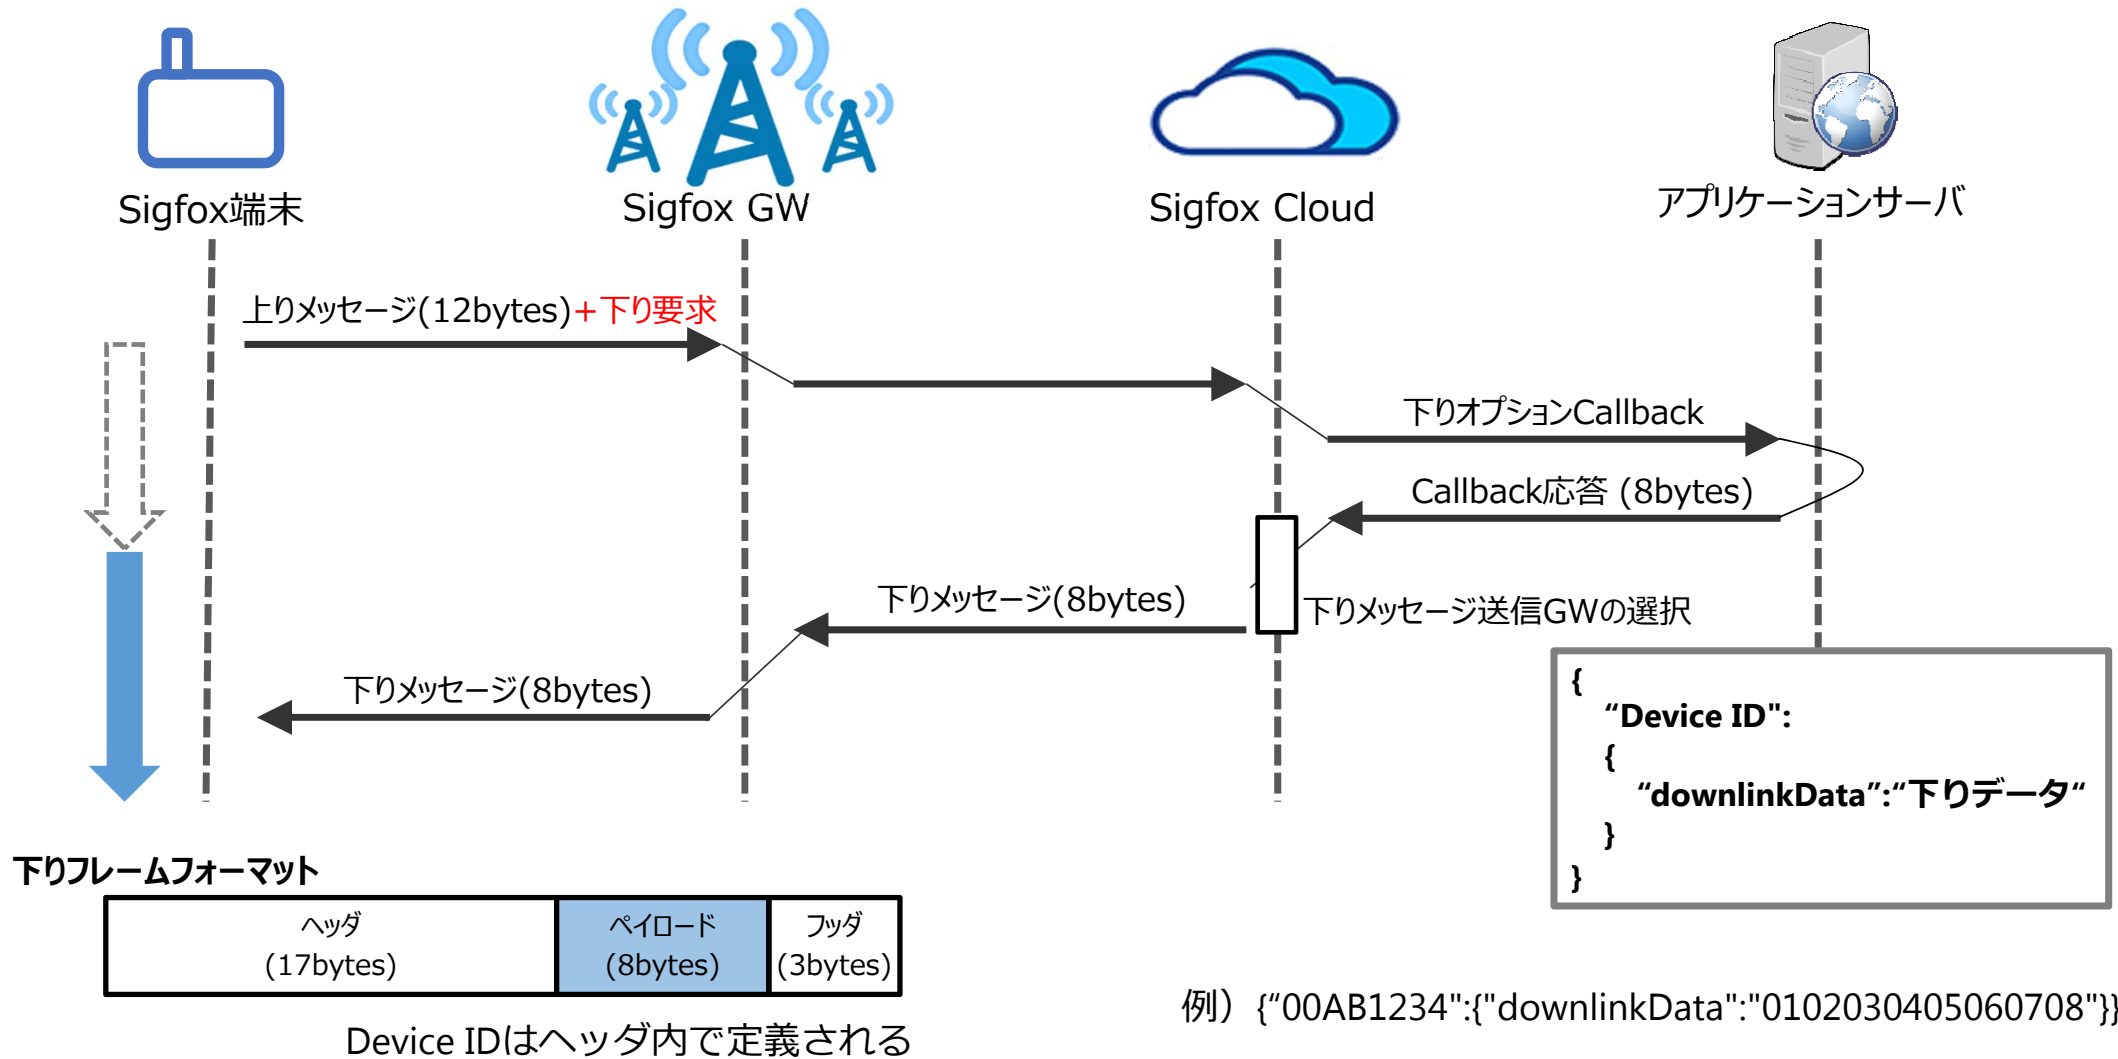 Sigfox端末
Sigfox GW
Sigfox Cloud
アプリケーションサーバ
上りメッセージ(12bytes)+下り要求
下りオプションCallback
Callback応答 (8bytes)
下りメッセージ(8bytes)
下りメッセージ送信GWの選択
下りメッセージ(8bytes)
{
“Device ID":
{
“downlinkData”:“下りデータ“
}
}
下りフレームフォーマット
ヘッダ
(17bytes)
ペイロード
(8bytes)
フッダ
(3bytes)
Device IDはヘッダ内で定義される
例）{“00AB1234":{"downlinkData":"0102030405060708"}}